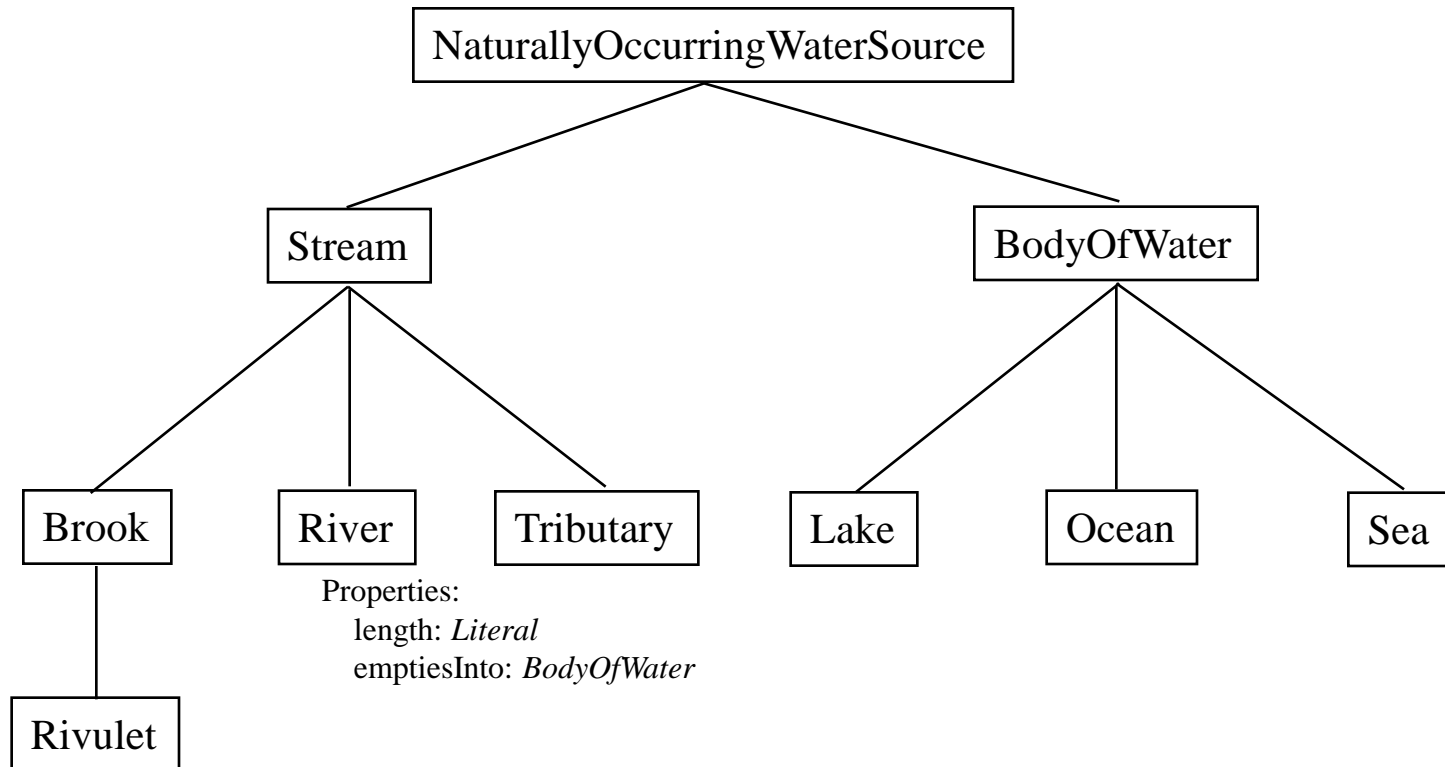 NaturallyOccurringWaterSource
Stream
BodyOfWater
Brook
River
Tributary
Lake
Ocean
Sea
Properties:
length: Literal
emptiesInto: BodyOfWater
Rivulet